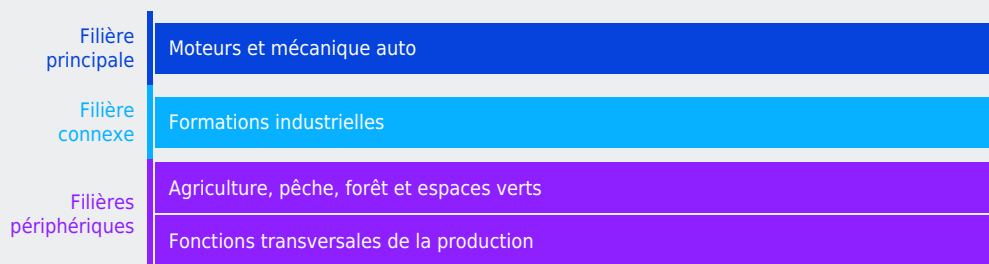 Filière
principale
Moteurs et mécanique auto
Filière
connexe
Formations industrielles
Filières
périphériques
Agriculture, pêche, forêt et espaces verts
Fonctions transversales de la production